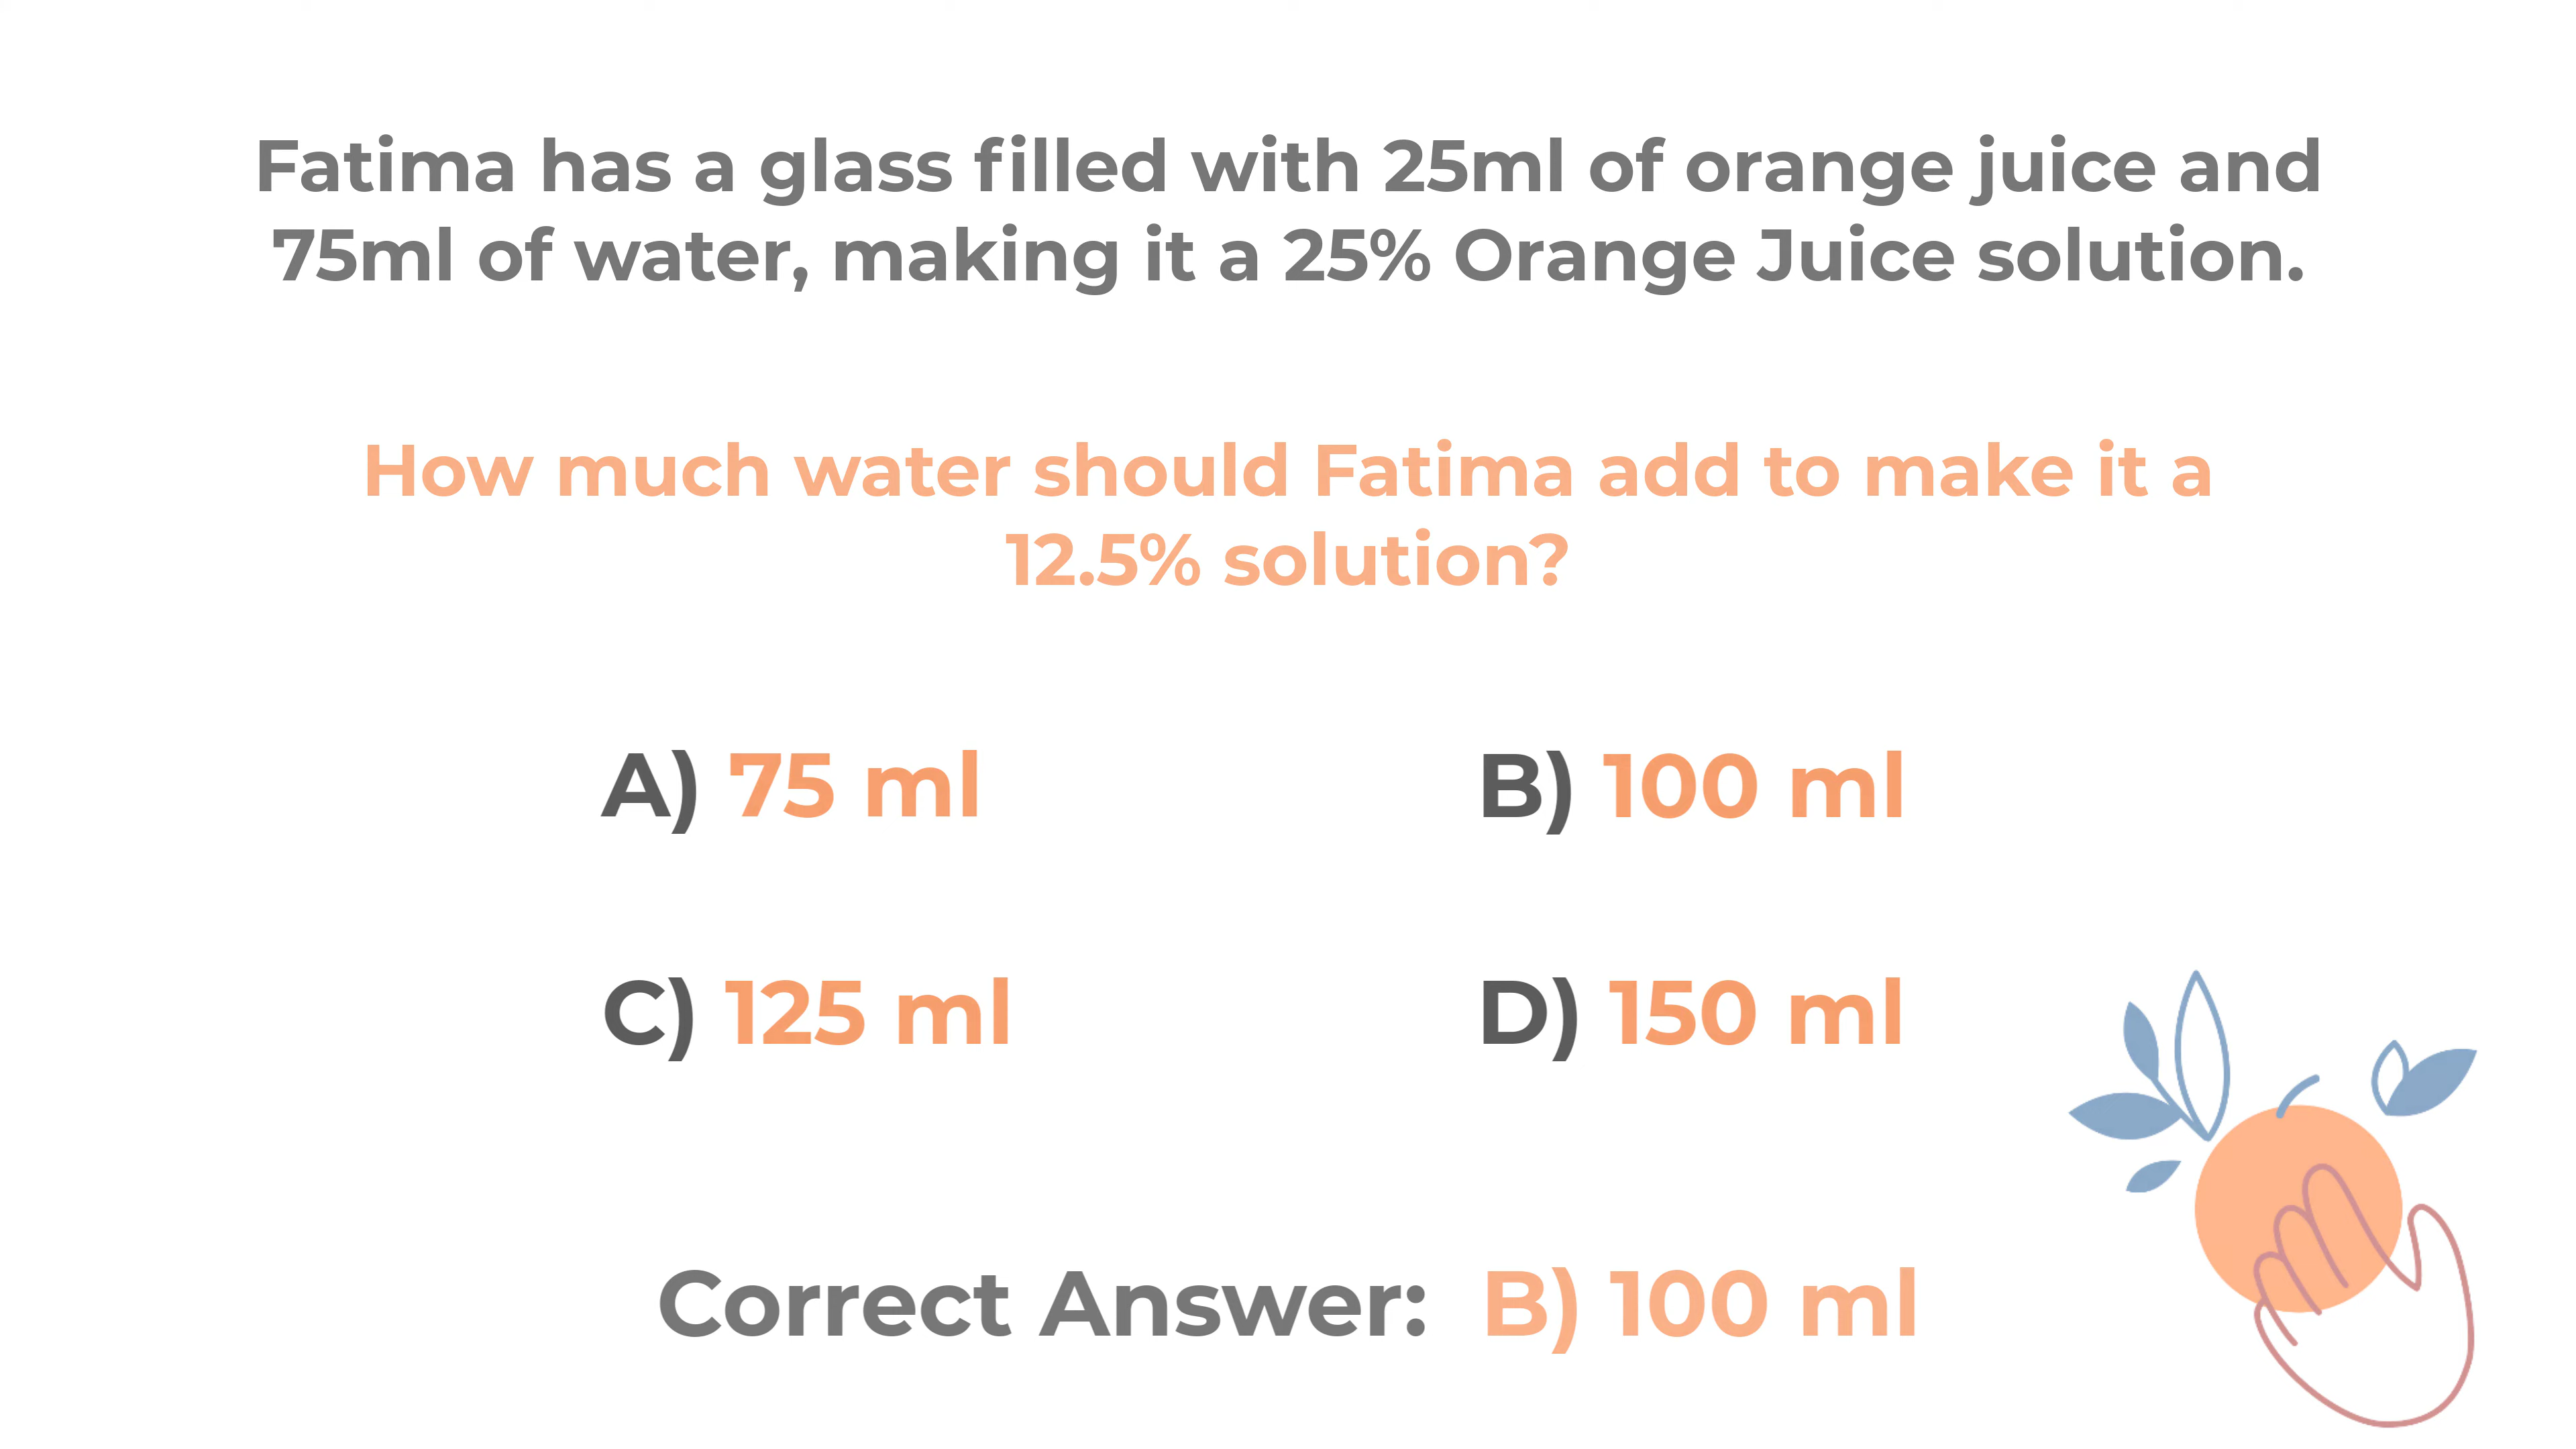 Fatima has a glass filled with 25ml of orange juice and
75ml of water, making it a 25% Orange Juice solution.
How much water should Fatima add to make it a
12.5% solution?
A) 75 ml
B) 100 ml
C) 125 ml
D) 150 ml
Correct Answer: B) 100 ml